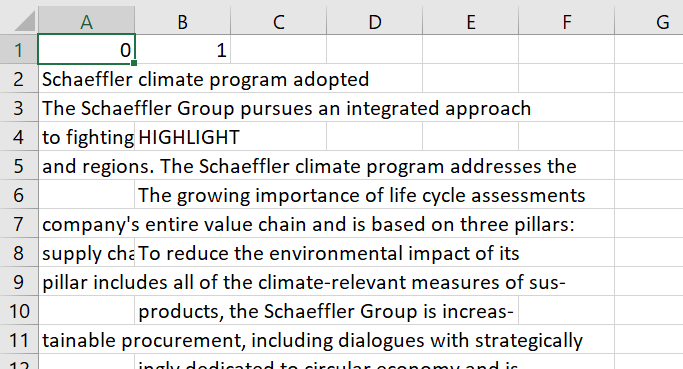 A B C D E F G
1 0 1
2 Schaeffler climate program adopted
3 The Schaeffler Group pursues an integrated approach
4 to fighting HIGHLIGHT
5 and regions. The Schaeffler climate program addresses the
6 The growing importance of life cycle assessments
7 company's entire value chain and is based on three pillars:
8 supply cha To reduce the environmental impact of its
9 pillar includes all of the climate-relevant measures of sus-
10 products, the Schaeffler Group is increas-
11 tainable procurement, including dialogues with strategically
12 ingly dedicated to circular economy and is